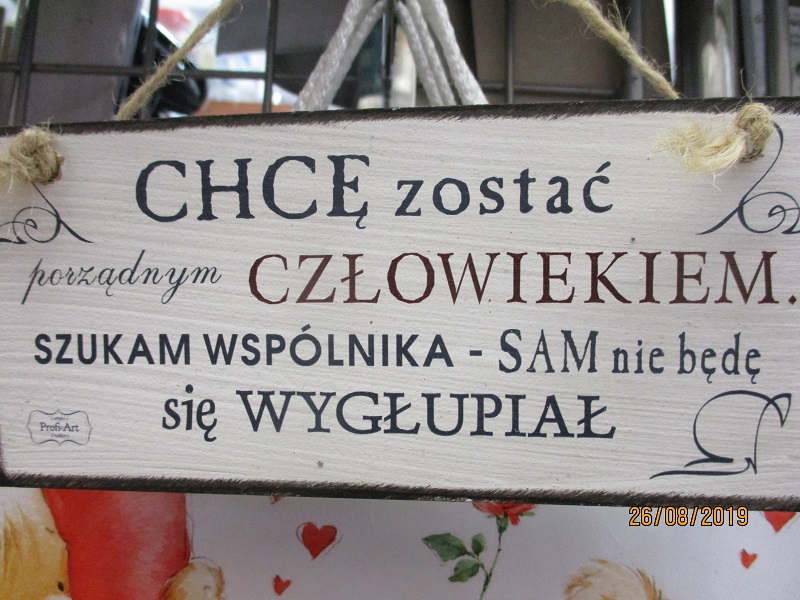 CHCĘ zostać
porządnym CZŁOWIEKIEM.
SZUKAM WSPÓLNIKA - SAM nie będę
się WYGŁUPIAŁ
Profi-Art
26/08/2019